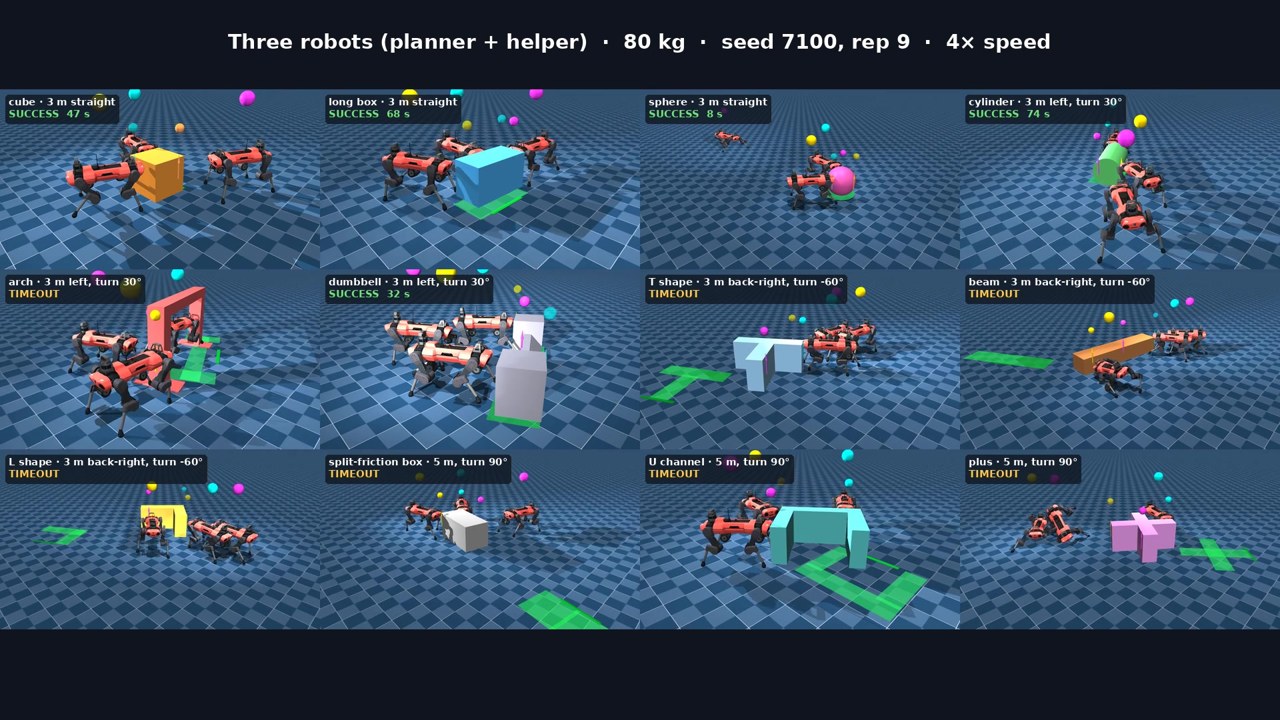 Three robots (planner + helper) · 80 kg · seed 7100, rep 9 · 4× speed
cube · 3 m straight
SUCCESS 47 s
long box · 3 m straight
SUCCESS 68 s
sphere · 3 m straight
SUCCESS 8 s
cylinder · 3 m left, turn 30°
SUCCESS 74 s
arch · 3 m left, turn 30°
TIMEOUT
dumbbell · 3 m left, turn 30°
SUCCESS 32 s
T shape · 3 m back-right, turn -60°
TIMEOUT
beam · 3 m back-right, turn -60°
TIMEOUT
L shape · 3 m back-right, turn -60°
TIMEOUT
split-friction box · 5 m, turn 90°
TIMEOUT
U channel · 5 m, turn 90°
TIMEOUT
plus · 5 m, turn 90°
TIMEOUT